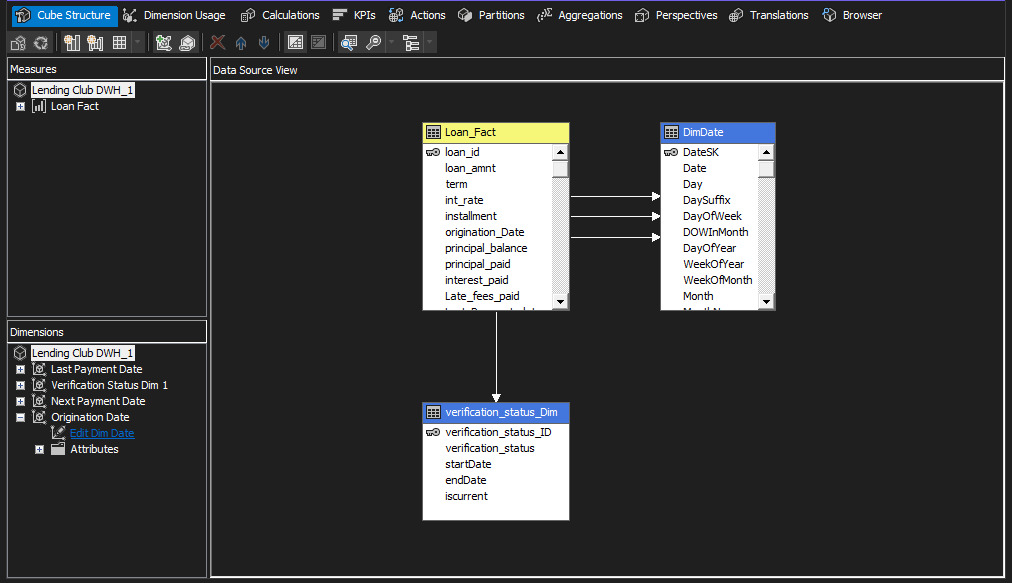 Cube Structure Dimension Usage Calculations KPIs Actions Partitions Aggregations Perspectives Translations Browser
Measures
Lending Club DWH_1
Loan Fact
Dimensions
Lending Club DWH_1
Last Payment Date
Verification Status Dim 1
Next Payment Date
Origination Date
Edit Dim Date
Attributes
Data Source View
Loan_Fact
loan_id
loan_amnt
term
int_rate
installment
origination_Date
principal_balance
principal_paid
interest_paid
Late_fees_paid
DimDate
DateSK
Date
Day
DaySuffix
DayOfWeek
DOWInMonth
DayOfYear
WeekOfYear
WeekOfMonth
Month
verification_status_Dim
verification_status_ID
verification_status
startDate
endDate
iscurrent